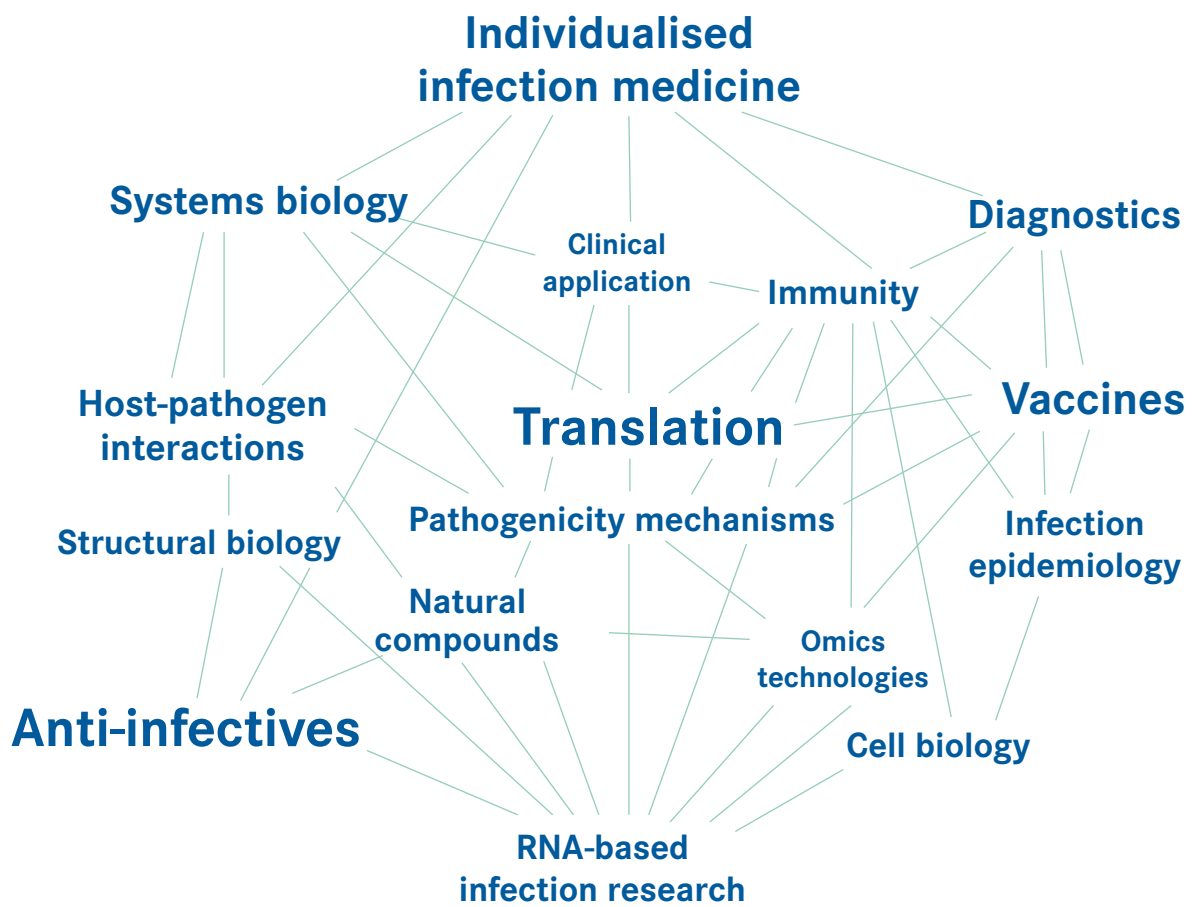 Individualised
infection medicine
Systems biology
Diagnostics
Clinical
application
Immunity
Host-pathogen
interactions
Translation
Vaccines
Pathogenicity mechanisms
Structural biology
Infection
epidemiology
Natural
compounds
Omics
technologies
Anti-infectives
Cell biology
RNA-based
infection research